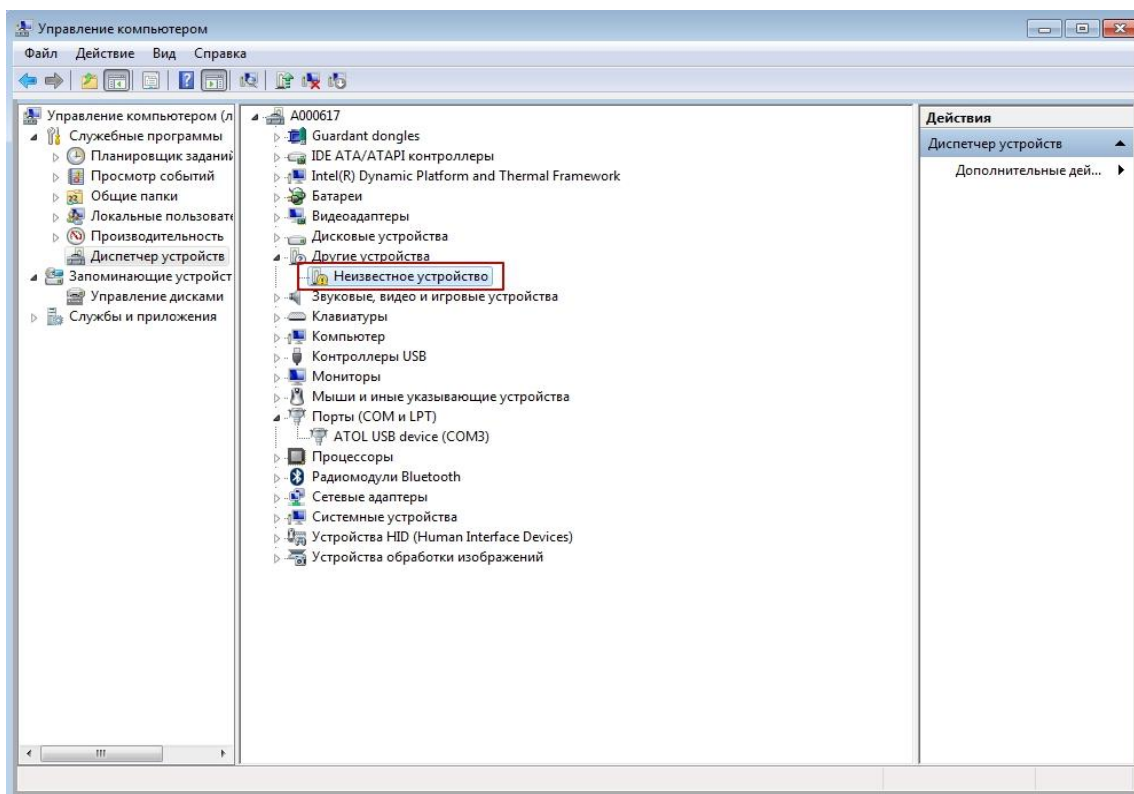 Управление компьютером
Файл Действие Вид Справка
Управление компьютером (л
Служебные программы
Планировщик заданий
Просмотр событий
Общие папки
Локальные пользовате
Производительность
Диспетчер устройств
Запоминающие устройст
Управление дисками
Службы и приложения
A000617
Guardant dongles
IDE ATA/ATAPI контроллеры
Intel(R) Dynamic Platform and Thermal Framework
Батареи
Видеоадаптеры
Дисковые устройства
Другие устройства
Неизвестное устройство
Звуковые, видео и игровые устройства
Клавиатуры
Компьютер
Контроллеры USB
Мониторы
Мыши и иные указывающие устройства
Порты (COM и LPT)
ATOL USB device (COM3)
Процессоры
Радиомодули Bluetooth
Сетевые адаптеры
Системные устройства
Устройства HID (Human Interface Devices)
Устройства обработки изображений
Действия
Диспетчер устройств
Дополнительные дей...